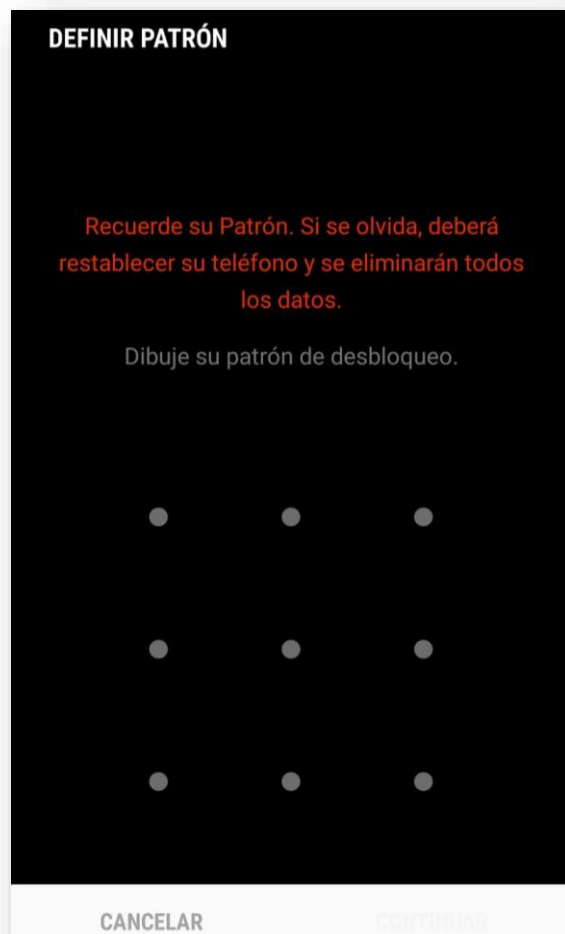 DEFINIR PATRÓN
Recuerde su Patrón. Si se olvida, deberá
restablecer su teléfono y se eliminarán todos
los datos.
Dibuje su patrón de desbloqueo.
CANCELAR
CONTINUAR